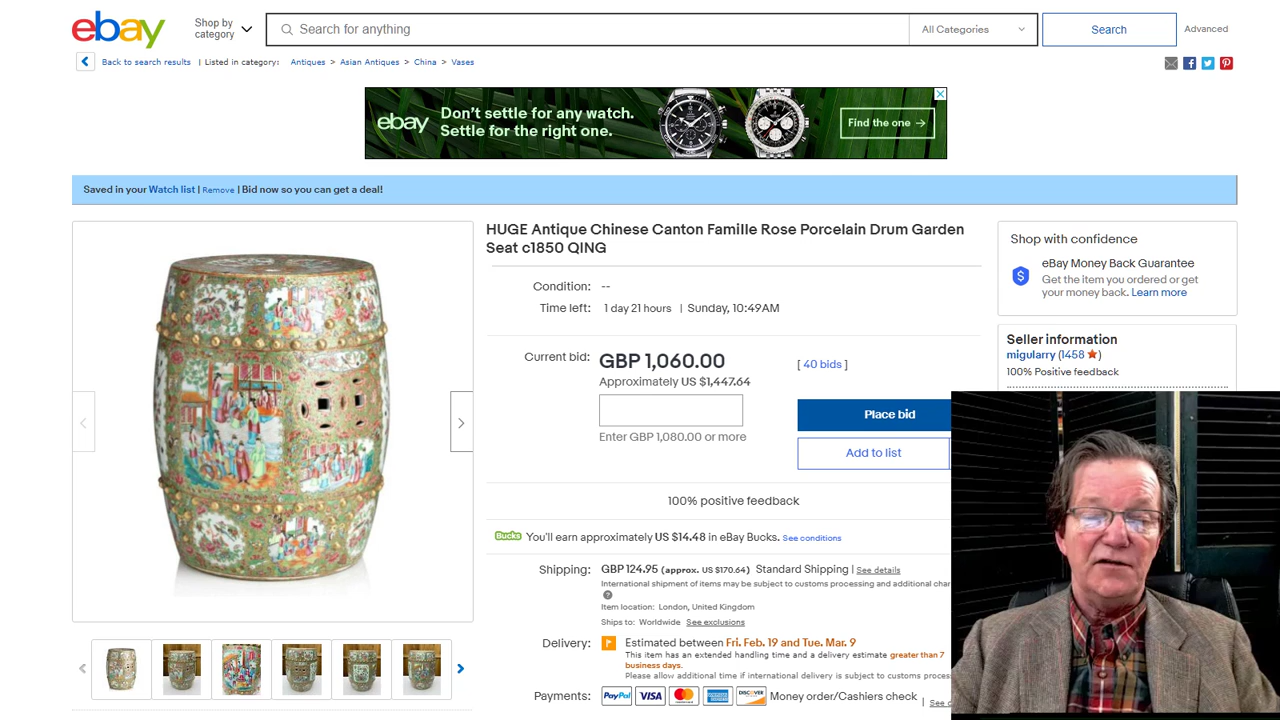 ebay
Shop by
category
Search for anything
All Categories
Search
Advanced
Back to search results | Listed in category: Antiques > Asian Antiques > China > Vases
ebay
Don't settle for any watch.
Settle for the right one.
Find the one →
Saved in your Watch list | Remove | Bid now so you can get a deal!
HUGE Antique Chinese Canton Famille Rose Porcelain Drum Garden
Seat c1850 QING
Condition: --
Time left: 1 day 21 hours | Sunday, 10:49AM
Current bid: GBP 1,060.00 [ 40 bids ]
Approximately US $1,447.64
Enter GBP 1,080.00 or more
Place bid
Add to list
100% positive feedback
Bucks You'll earn approximately US $14.48 in eBay Bucks. See conditions
Shipping: GBP 124.95 (approx. US $170.64) Standard Shipping | See details
International shipment of items may be subject to customs processing and additional char
Item location: London, United Kingdom
Ships to: Worldwide See exclusions
Delivery: Estimated between Fri. Feb. 19 and Tue. Mar. 9
This item has an extended handling time and a delivery estimate greater than 7
business days.
Please allow additional time if international delivery is subject to customs proces
Payments: PayPal VISA MasterCard DISCOVER Money order/Cashiers check | See
Shop with confidence
eBay Money Back Guarantee
Get the item you ordered or get
your money back. Learn more
Seller information
migularry (1458 ★)
100% Positive feedback